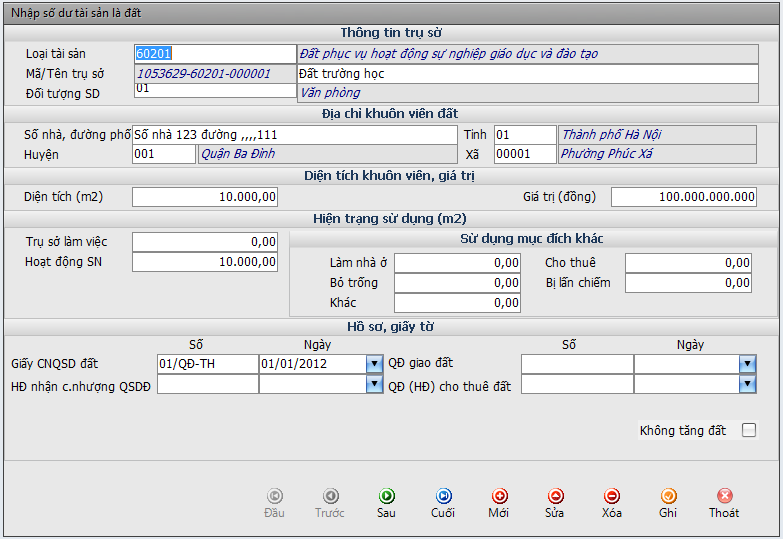 Nhập số dư tài sản là đất
Thông tin trụ sở
Loại tài sản 60201 Đất phục vụ hoạt động sự nghiệp giáo dục và đào tạo
Mã/Tên trụ sở 1053629-60201-000001 Đất trường học
Đối tượng SD 01 Văn phòng
Địa chỉ khuôn viên đất
Số nhà, đường phố Số nhà 123 đường ,,,,111 Tỉnh 01 Thành phố Hà Nội
Huyện 001 Quận Ba Đình Xã 00001 Phường Phúc Xá
Diện tích khuôn viên, giá trị
Diện tích (m2) 10.000,00 Giá trị (đồng) 100.000.000.000
Hiện trạng sử dụng (m2)
Trụ sở làm việc 0,00 Sử dụng mục đích khác
Hoạt động SN 10.000,00 Làm nhà ở 0,00 Cho thuê 0,00
Bỏ trống 0,00 Bị lấn chiếm 0,00
Khác 0,00
Hồ sơ, giấy tờ
Số Ngày Số Ngày
Giấy CNQSD đất 01/QĐ-TH 01/01/2012 QĐ giao đất
HĐ nhận c.nhượng QSDĐ QĐ (HĐ) cho thuê đất
Không tăng đất
Đầu Trước Sau Cuối Mới Sửa Xóa Ghi Thoát